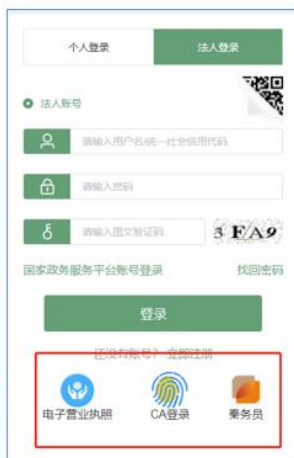 个人登录
法人登录
法人账号
请输入用户名/统一社会信用代码
请输入密码
请输入图文验证码
3 F A 9
国家政务服务平台账号登录
找回密码
登录
还没有账号？ 立即注册
电子营业执照
CA登录
秦务员